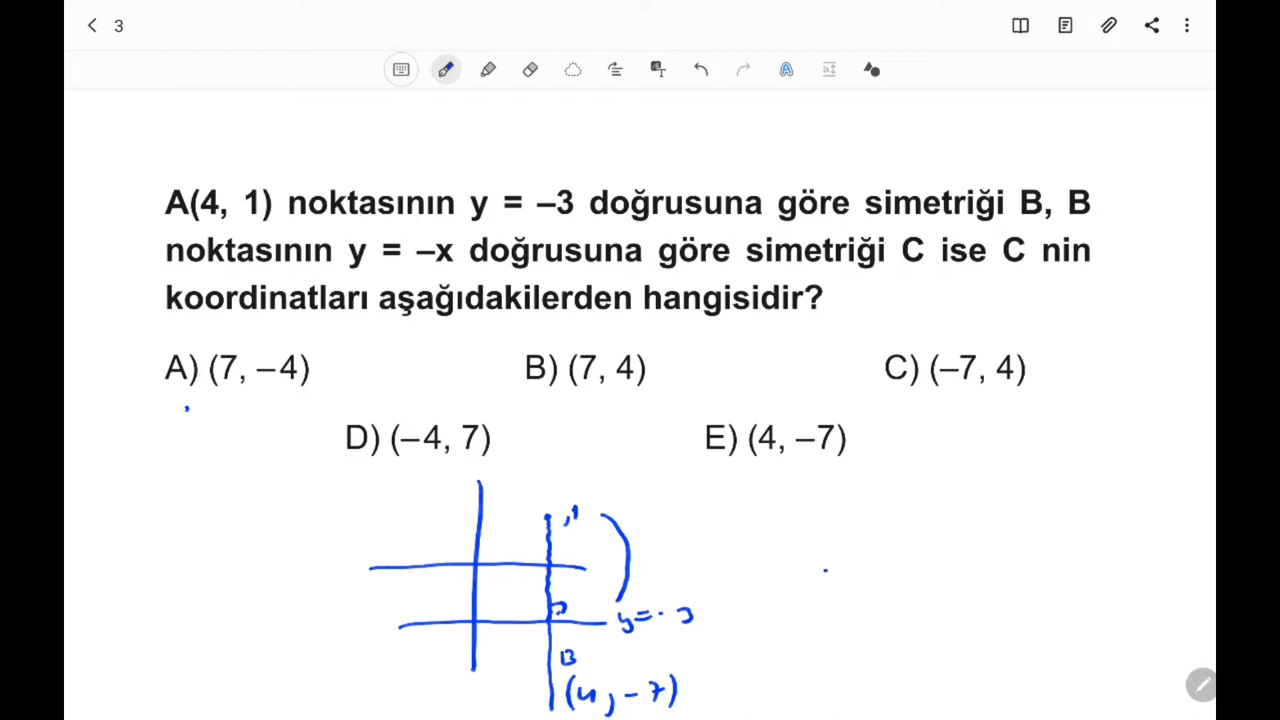 3
A(4, 1) noktasının y = –3 doğrusuna göre simetriği B, B
noktasının y = –x doğrusuna göre simetriği C ise C nin
koordinatları aşağıdakilerden hangisidir?
A) (7, –4) B) (7, 4) C) (–7, 4)
D) (–4, 7) E) (4, –7)
,1
y=-3
B
(4, -7)